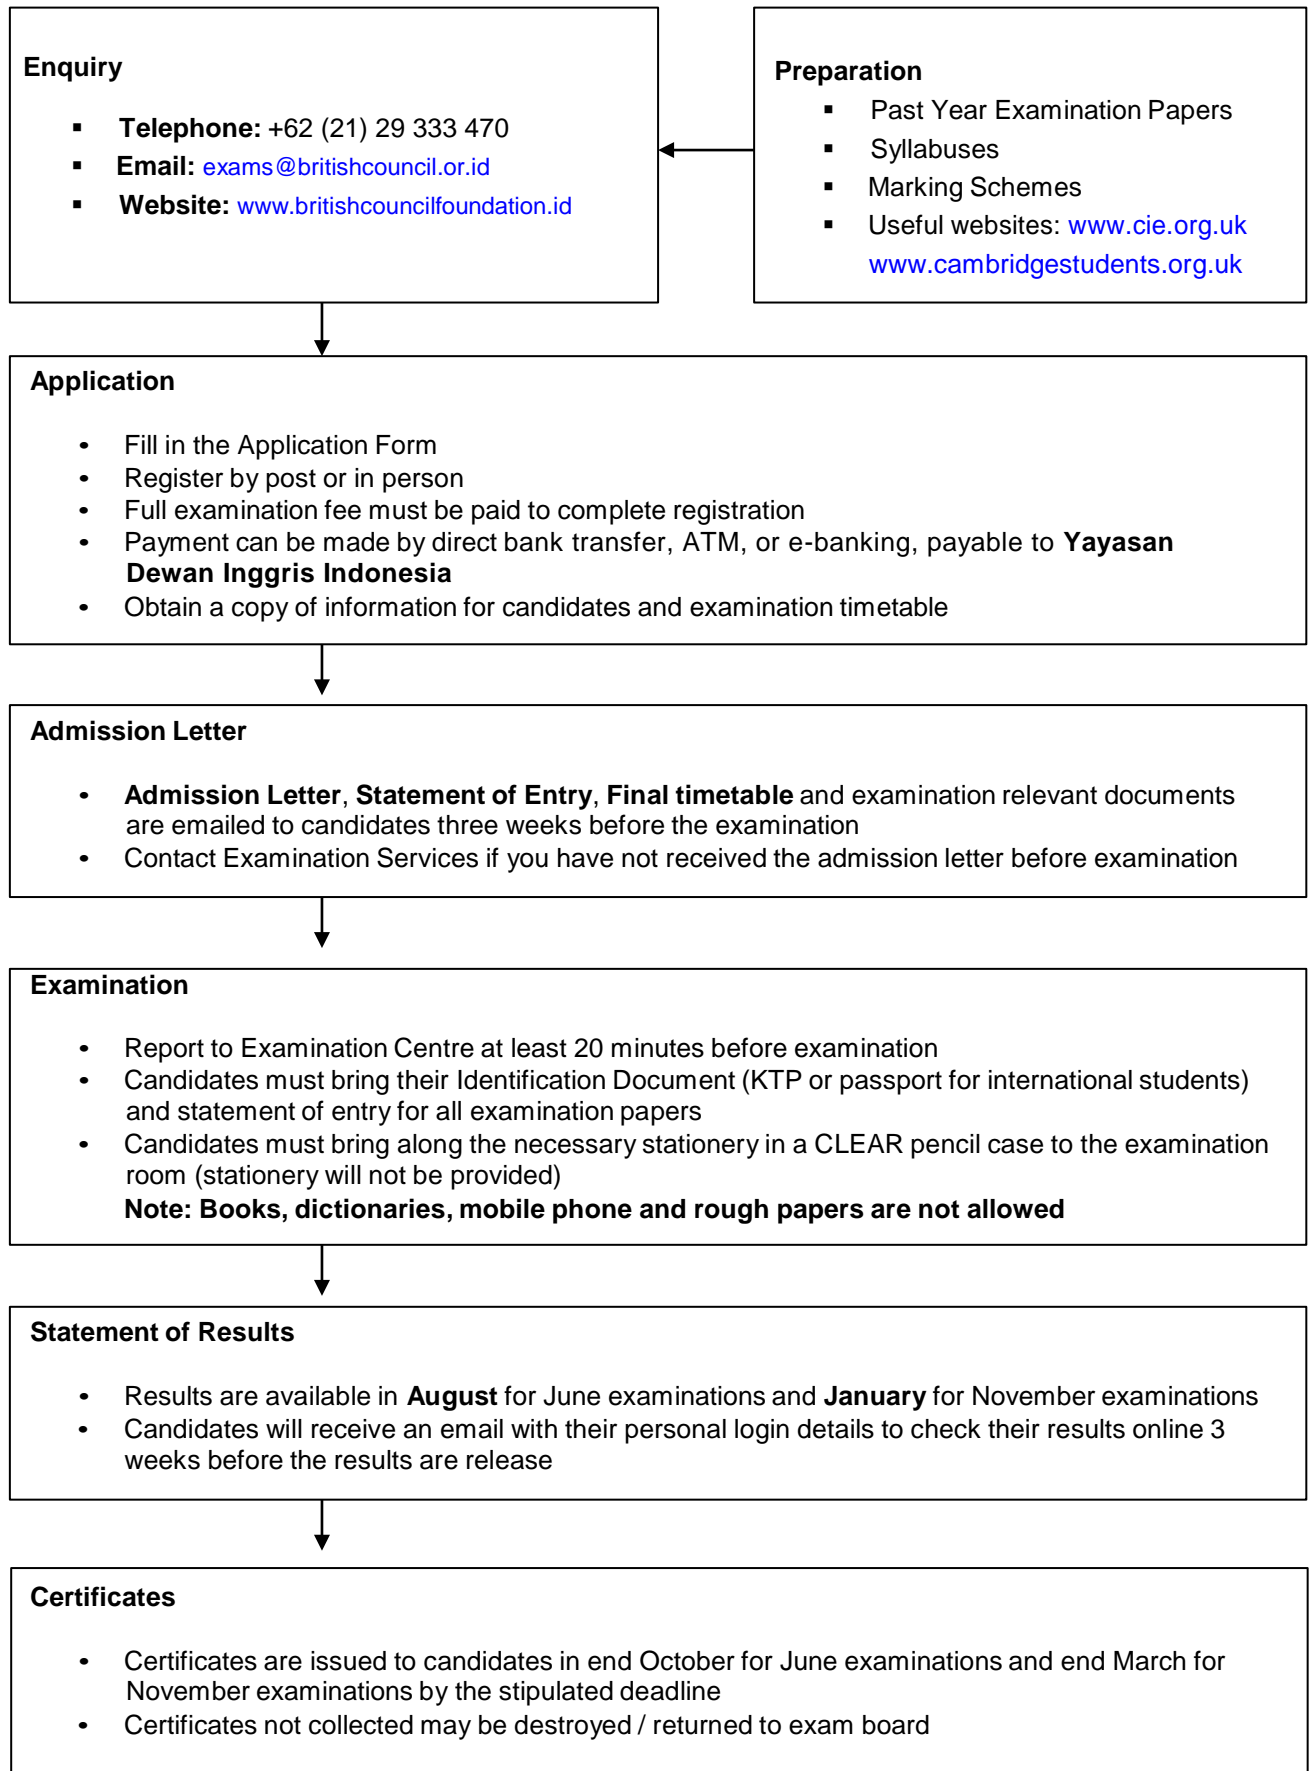 Enquiry
▪ Telephone: +62 (21) 29 333 470
▪ Email: exams@britishcouncil.or.id
▪ Website: www.britishcouncilfoundation.id
Preparation
▪ Past Year Examination Papers
▪ Syllabuses
▪ Marking Schemes
▪ Useful websites: www.cie.org.uk
www.cambridgestudents.org.uk
Application
• Fill in the Application Form
• Register by post or in person
• Full examination fee must be paid to complete registration
• Payment can be made by direct bank transfer, ATM, or e-banking, payable to Yayasan
Dewan Inggris Indonesia
• Obtain a copy of information for candidates and examination timetable
Admission Letter
• Admission Letter, Statement of Entry, Final timetable and examination relevant documents
are emailed to candidates three weeks before the examination
• Contact Examination Services if you have not received the admission letter before examination
Examination
• Report to Examination Centre at least 20 minutes before examination
• Candidates must bring their Identification Document (KTP or passport for international students)
and statement of entry for all examination papers
• Candidates must bring along the necessary stationery in a CLEAR pencil case to the examination
room (stationery will not be provided)
Note: Books, dictionaries, mobile phone and rough papers are not allowed
Statement of Results
• Results are available in August for June examinations and January for November examinations
• Candidates will receive an email with their personal login details to check their results online 3
weeks before the results are release
Certificates
• Certificates are issued to candidates in end October for June examinations and end March for
November examinations by the stipulated deadline
• Certificates not collected may be destroyed / returned to exam board